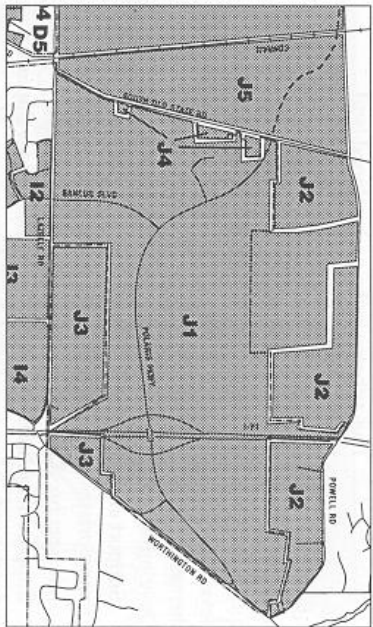 4 D5
CONRAIL
J5
SOUTH OLD STATE RD
J4
J2
I2
BANCUS BLVD
LAZELLE RD
I3
J3
J1
POLARIS PKWY
J2
I4
I-71
J3
J2
POWELL RD
WORTHINGTON RD